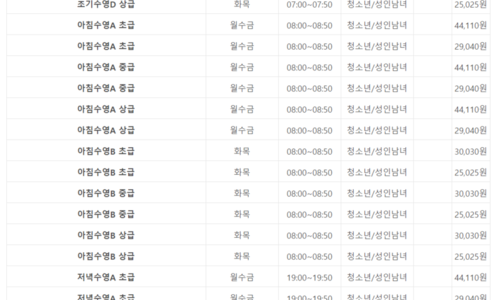 조기수영D 상급 화목 07:00~07:50 청소년/성인남녀 25,025원
아침수영A 초급 월수금 08:00~08:50 청소년/성인남녀 44,110원
아침수영A 초급 월수금 08:00~08:50 청소년/성인남녀 29,040원
아침수영A 중급 월수금 08:00~08:50 청소년/성인남녀 44,110원
아침수영A 중급 월수금 08:00~08:50 청소년/성인남녀 29,040원
아침수영A 상급 월수금 08:00~08:50 청소년/성인남녀 44,110원
아침수영A 상급 월수금 08:00~08:50 청소년/성인남녀 29,040원
아침수영B 초급 화목 08:00~08:50 청소년/성인남녀 30,030원
아침수영B 초급 화목 08:00~08:50 청소년/성인남녀 25,025원
아침수영B 중급 화목 08:00~08:50 청소년/성인남녀 30,030원
아침수영B 중급 화목 08:00~08:50 청소년/성인남녀 25,025원
아침수영B 상급 화목 08:00~08:50 청소년/성인남녀 30,030원
아침수영B 상급 화목 08:00~08:50 청소년/성인남녀 25,025원
저녁수영A 초급 월수금 19:00~19:50 청소년/성인남녀 44,110원
저녁수영A 초급 월수금 19:00~19:50 청소년/성인남녀 29,040원